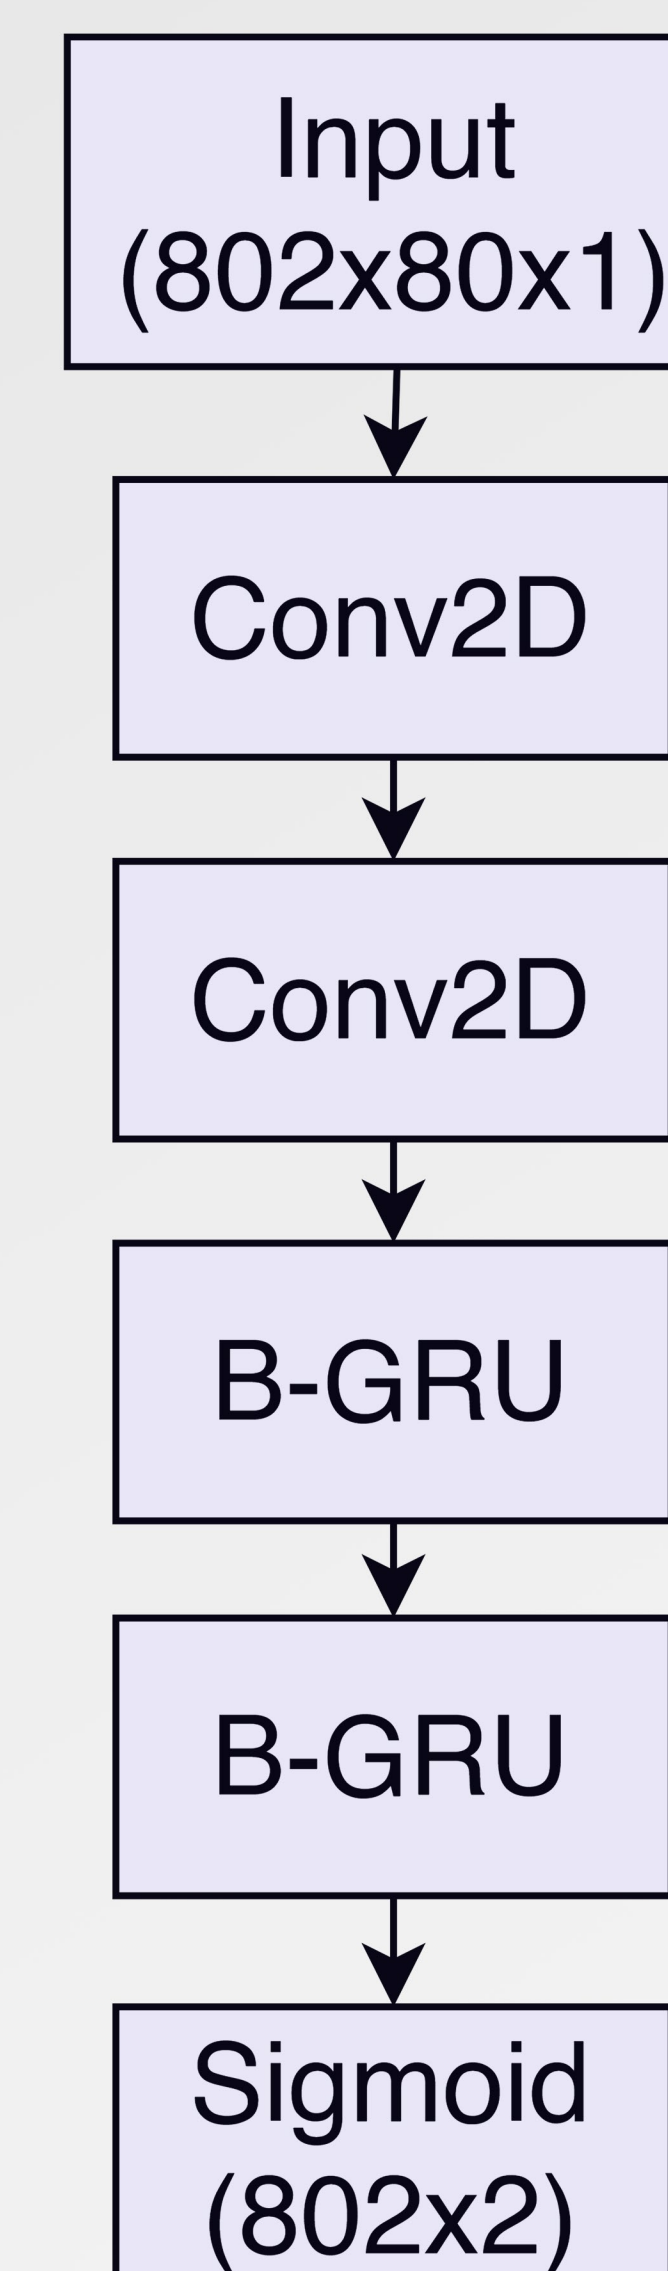 Input
(802x80x1)
Conv2D
Conv2D
B-GRU
B-GRU
Sigmoid
(802x2)